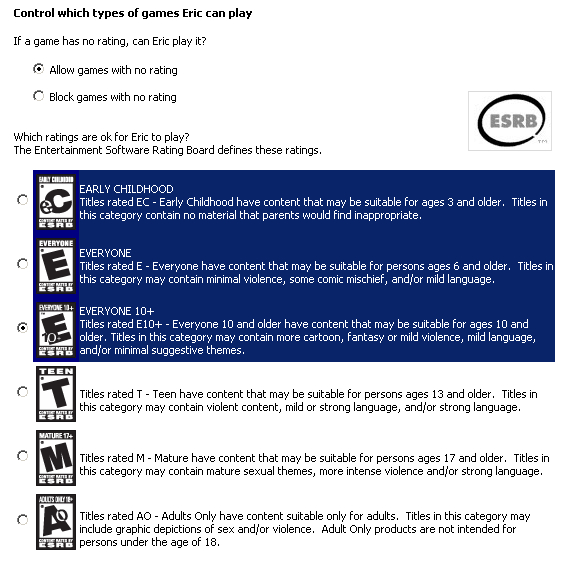 Control which types of games Eric can play
If a game has no rating, can Eric play it?
Allow games with no rating
Block games with no rating
ESRB
TM
Which ratings are ok for Eric to play?
The Entertainment Software Rating Board defines these ratings.
EARLY CHILDHOOD
eC
CONTENT RATED BY
ESRB
EARLY CHILDHOOD
Titles rated EC - Early Childhood have content that may be suitable for ages 3 and older.  Titles in
this category contain no material that parents would find inappropriate.
EVERYONE
E
CONTENT RATED BY
ESRB
EVERYONE
Titles rated E - Everyone have content that may be suitable for persons ages 6 and older.  Titles in
this category may contain minimal violence, some comic mischief, and/or mild language.
EVERYONE 10+
E
10+
CONTENT RATED BY
ESRB
EVERYONE 10+
Titles rated E10+ - Everyone 10 and older have content that may be suitable for ages 10 and
older. Titles in this category may contain more cartoon, fantasy or mild violence, mild language,
and/or minimal suggestive themes.
TEEN
T
CONTENT RATED BY
ESRB
Titles rated T - Teen have content that may be suitable for persons ages 13 and older.  Titles in
this category may contain violent content, mild or strong language, and/or strong language.
MATURE 17+
M
CONTENT RATED BY
ESRB
Titles rated M - Mature have content that may be suitable for persons ages 17 and older.  Titles in
this category may contain mature sexual themes, more intense violence and/or strong language.
ADULTS ONLY 18+
AO
CONTENT RATED BY
ESRB
Titles rated AO - Adults Only have content suitable only for adults.  Titles in this category may
include graphic depictions of sex and/or violence.  Adult Only products are not intended for
persons under the age of 18.